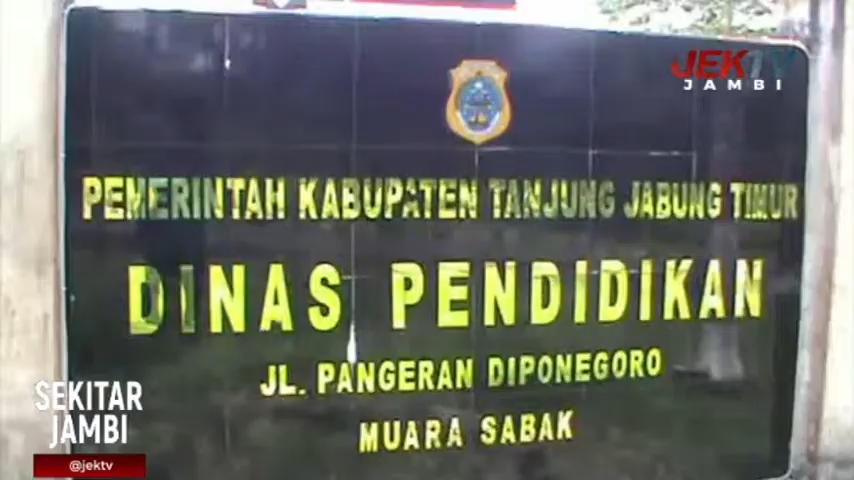 JEKTV
JAMBI
PEMERINTAH KABUPATEN TANJUNG JABUNG TIMUR
DINAS PENDIDIKAN
JL. PANGERAN DIPONEGORO
MUARA SABAK
SEKITAR
JAMBI
@jektv